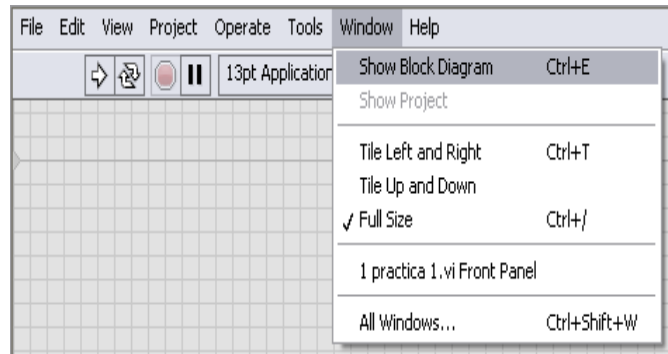 File Edit View Project Operate Tools Window Help
13pt Application
Show Block Diagram Ctrl+E
Show Project
Tile Left and Right Ctrl+T
Tile Up and Down
✓ Full Size Ctrl+/
1 practica 1.vi Front Panel
All Windows... Ctrl+Shift+W